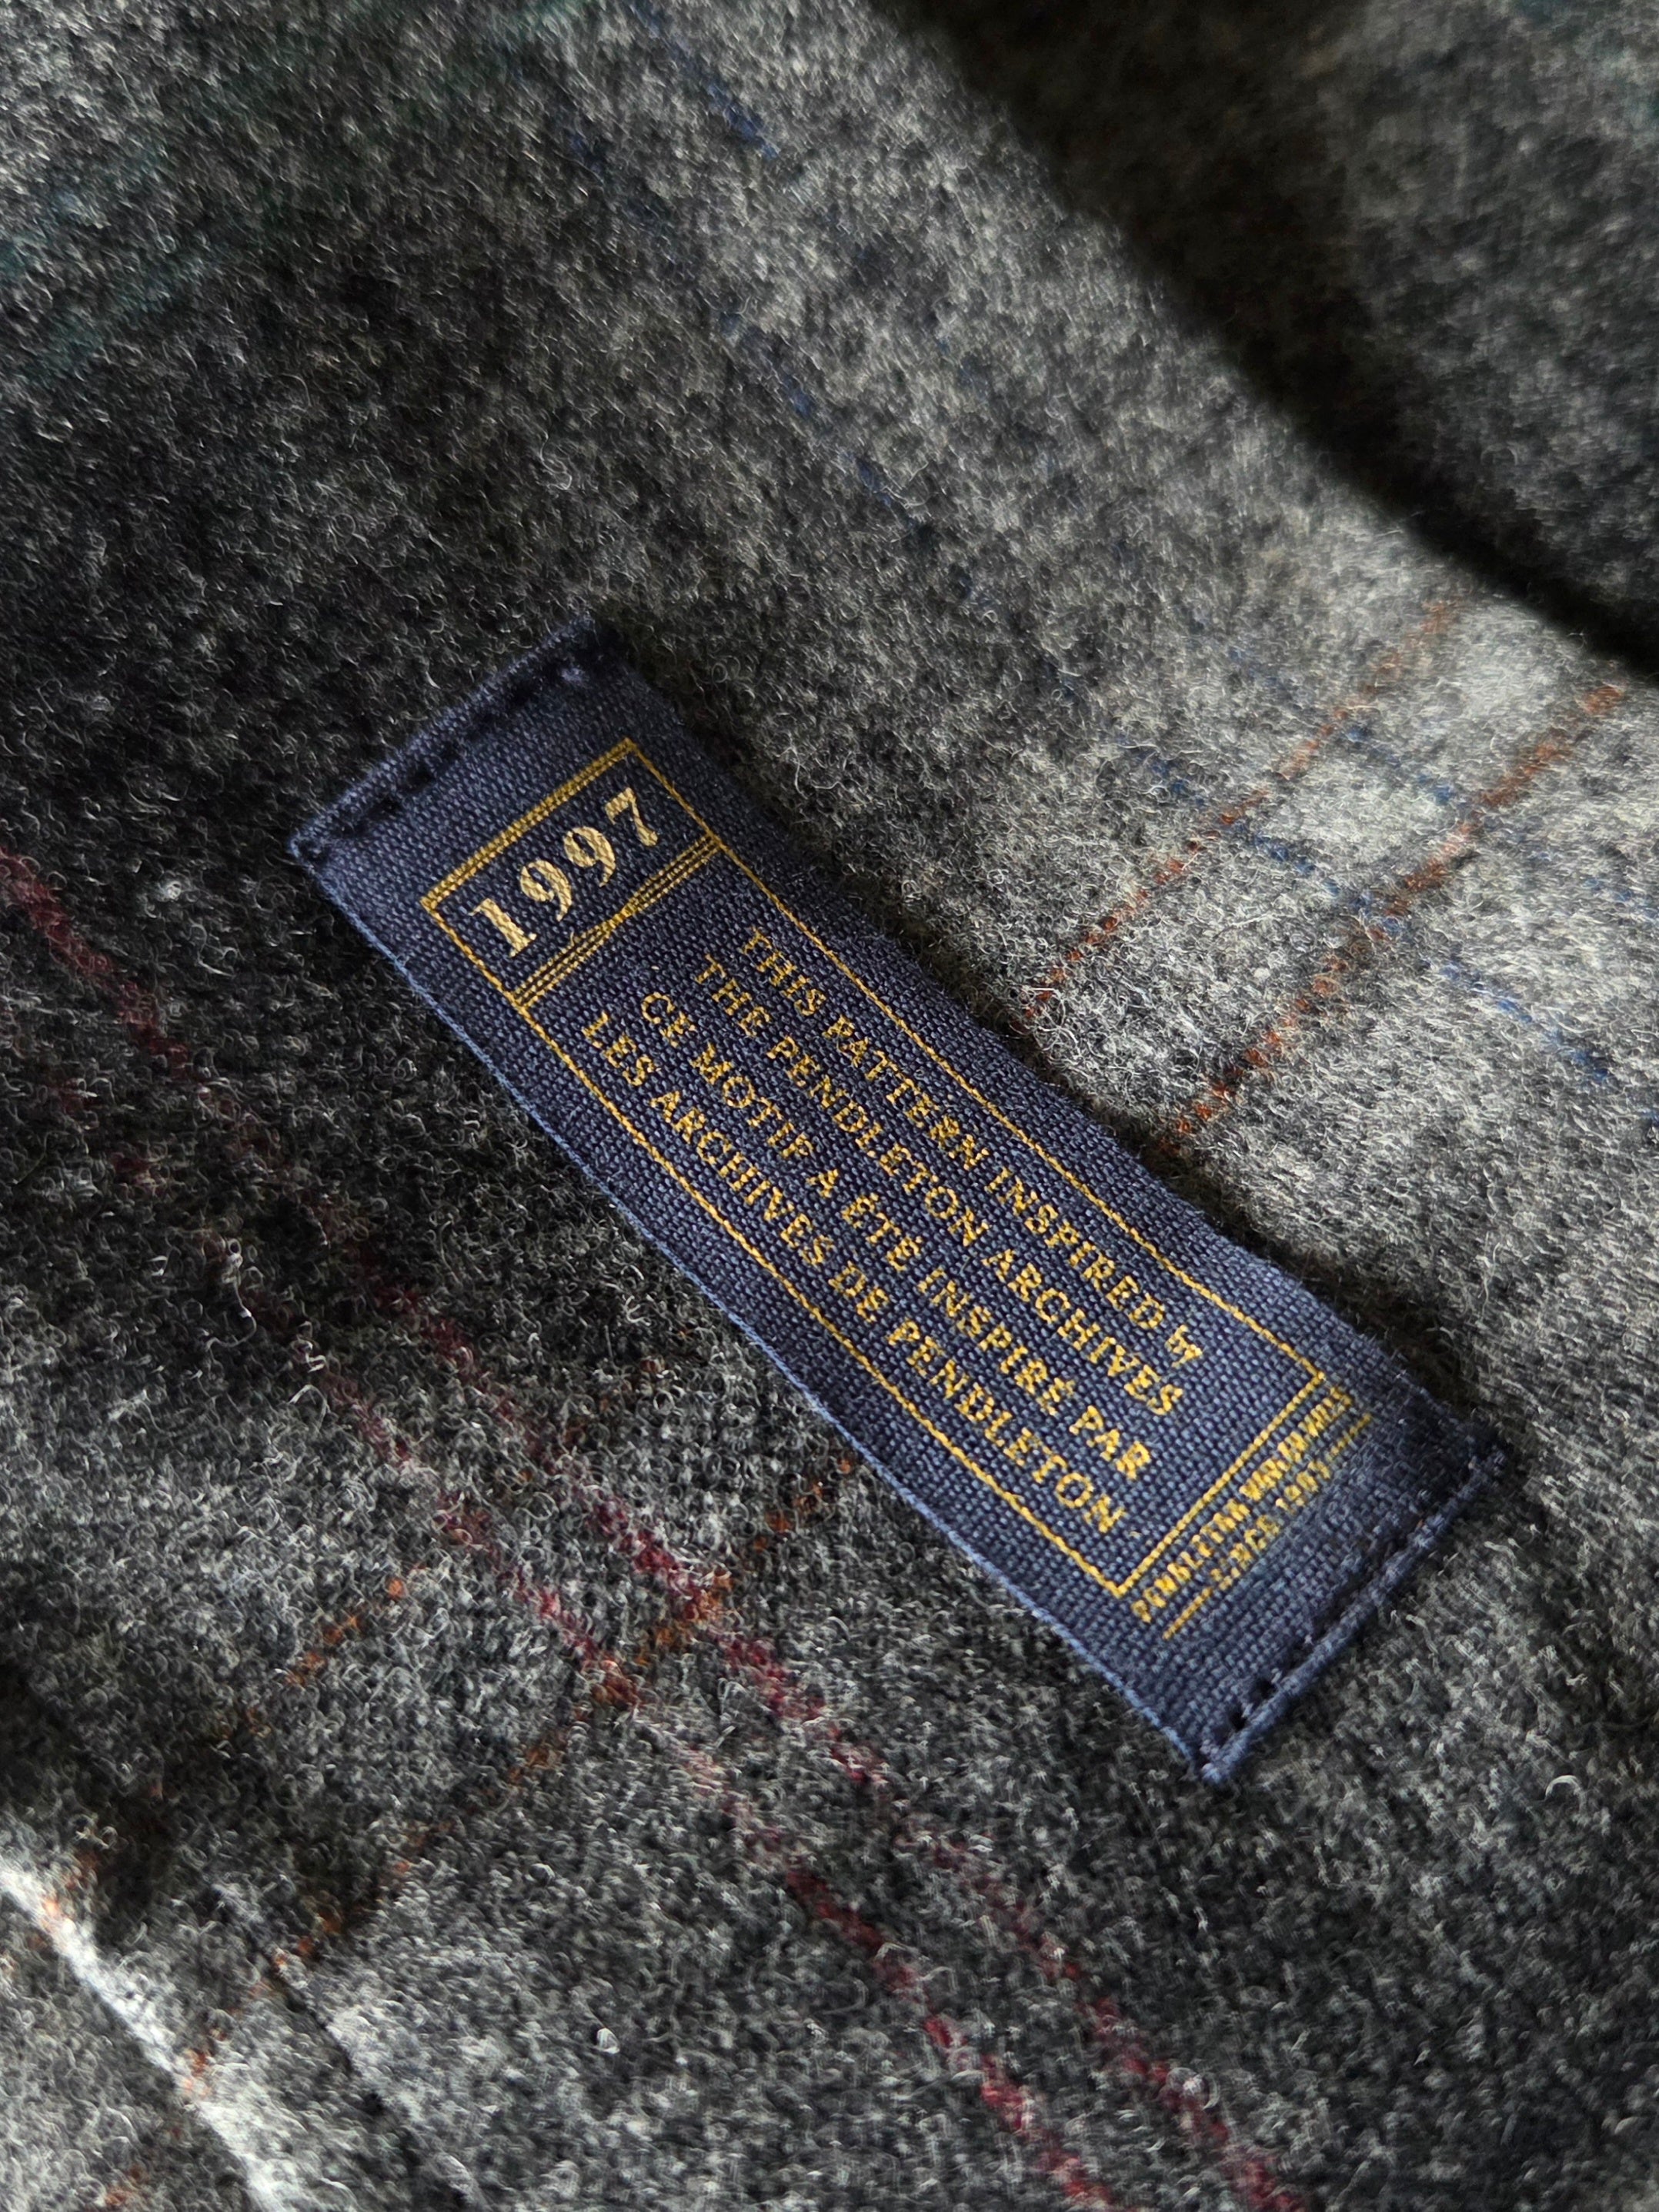 1997
THIS PATTERN INSPIRED by
THE PENDLETON ARCHIVES
CE MOTIF A ÉTÉ INSPIRÉ PAR
LES ARCHIVES DE PENDLETON